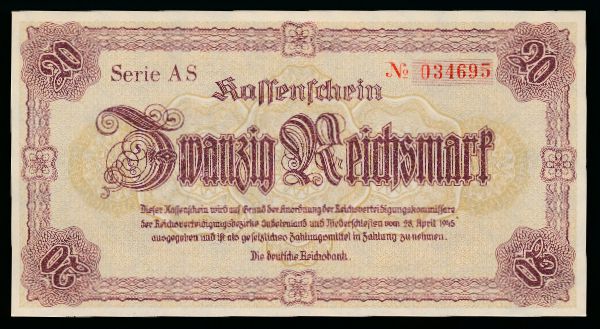 20 20
Serie AS № 034695
Kassenschein
Zwanzig Reichsmark
Dieser Kassenschein wird auf Grund der Anordnung der Reichsverteidigungskommissare
der Reichsverteidigungsbezirke Sudetenland und Niederschlesien vom 28. April 1945
ausgegeben und ist als gesetzliches Zahlungsmittel in Zahlung zu nehmen.
Die deutsche Reichsbank.
20 20